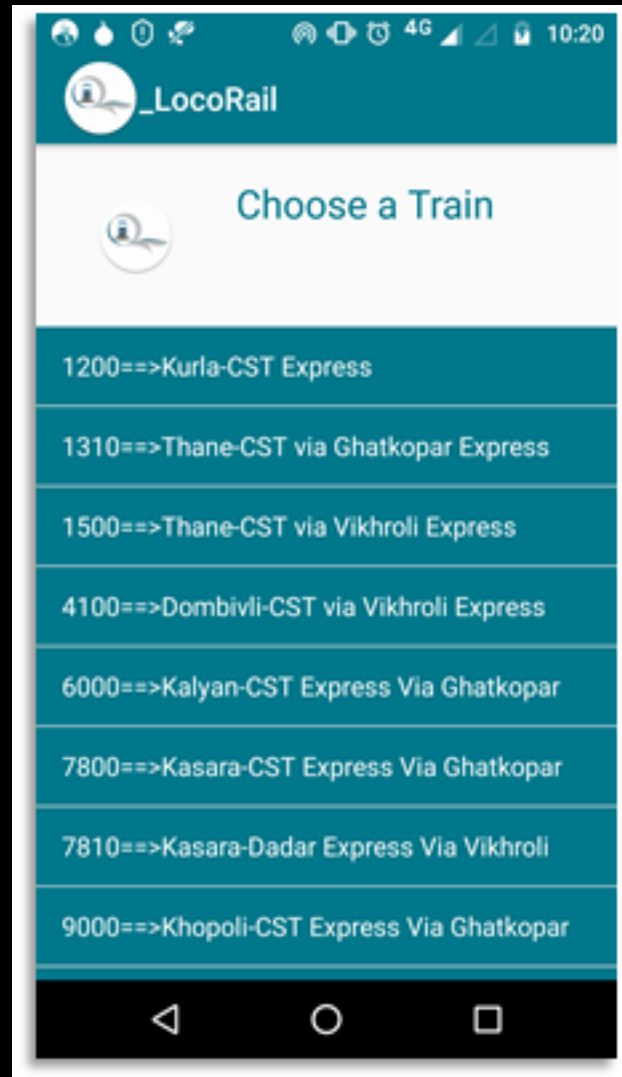 4G 10:20
_LocoRail
Choose a Train
1200==>Kurla-CST Express
1310==>Thane-CST via Ghatkopar Express
1500==>Thane-CST via Vikhroli Express
4100==>Dombivli-CST via Vikhroli Express
6000==>Kalyan-CST Express Via Ghatkopar
7800==>Kasara-CST Express Via Ghatkopar
7810==>Kasara-Dadar Express Via Vikhroli
9000==>Khopoli-CST Express Via Ghatkopar